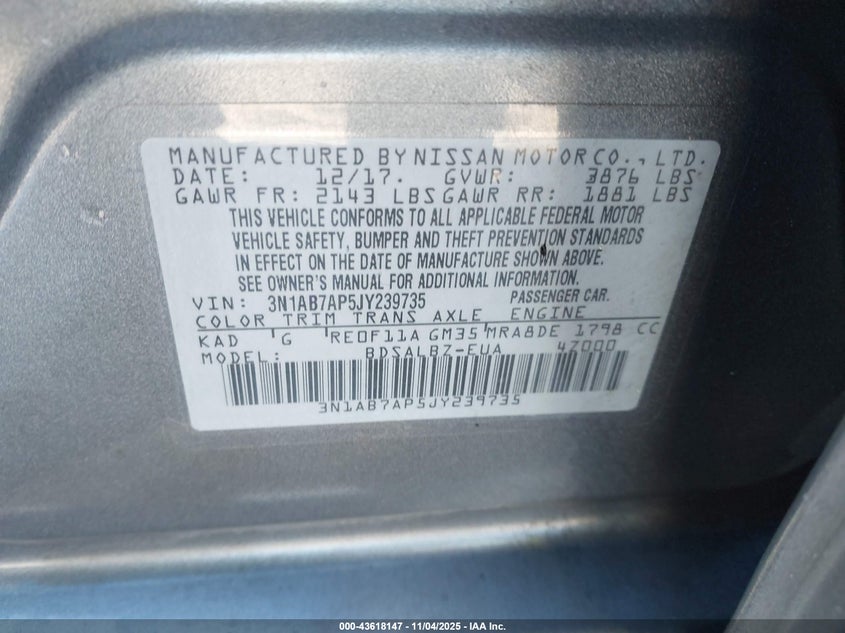 MANUFACTURED BY NISSAN MOTOR CO., LTD.
DATE: 12/17. GVWR: 3876 LBS
GAWR FR: 2143 LBS GAWR RR: 1881 LBS
THIS VEHICLE CONFORMS TO ALL APPLICABLE FEDERAL MOTOR
VEHICLE SAFETY, BUMPER AND THEFT PREVENTION STANDARDS
IN EFFECT ON THE DATE OF MANUFACTURE SHOWN ABOVE.
SEE OWNER'S MANUAL FOR ADDITIONAL INFORMATION.
VIN: 3N1AB7AP5JY239735 PASSENGER CAR.
COLOR TRIM TRANS AXLE ENGINE
KAD G RE0F11A GM35 MRA8DE 1798 CC
MODEL: BDSALBZ-EUA 47000
3N1AB7AP5JY239735
000-43618147 - 11/04/2025 - IAA Inc.